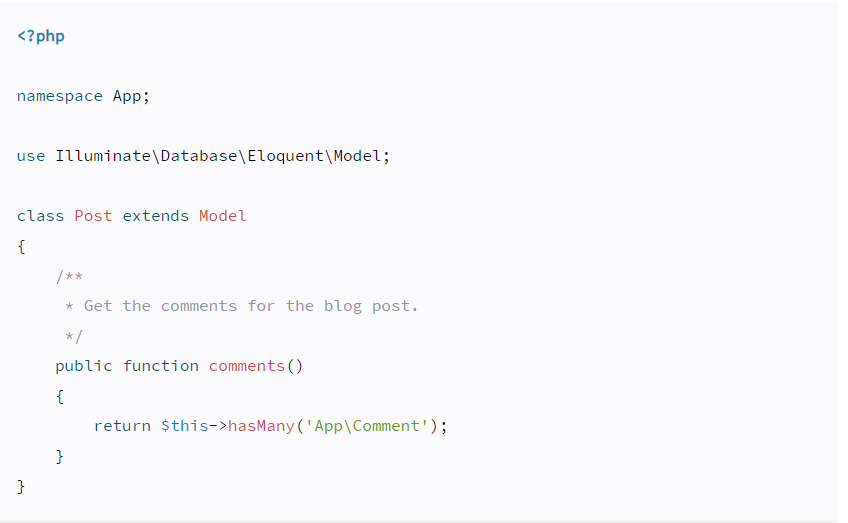 <?php
namespace App;
use Illuminate\Database\Eloquent\Model;
class Post extends Model
{
    /**
     * Get the comments for the blog post.
     */
    public function comments()
    {
        return $this->hasMany('App\Comment');
    }
}